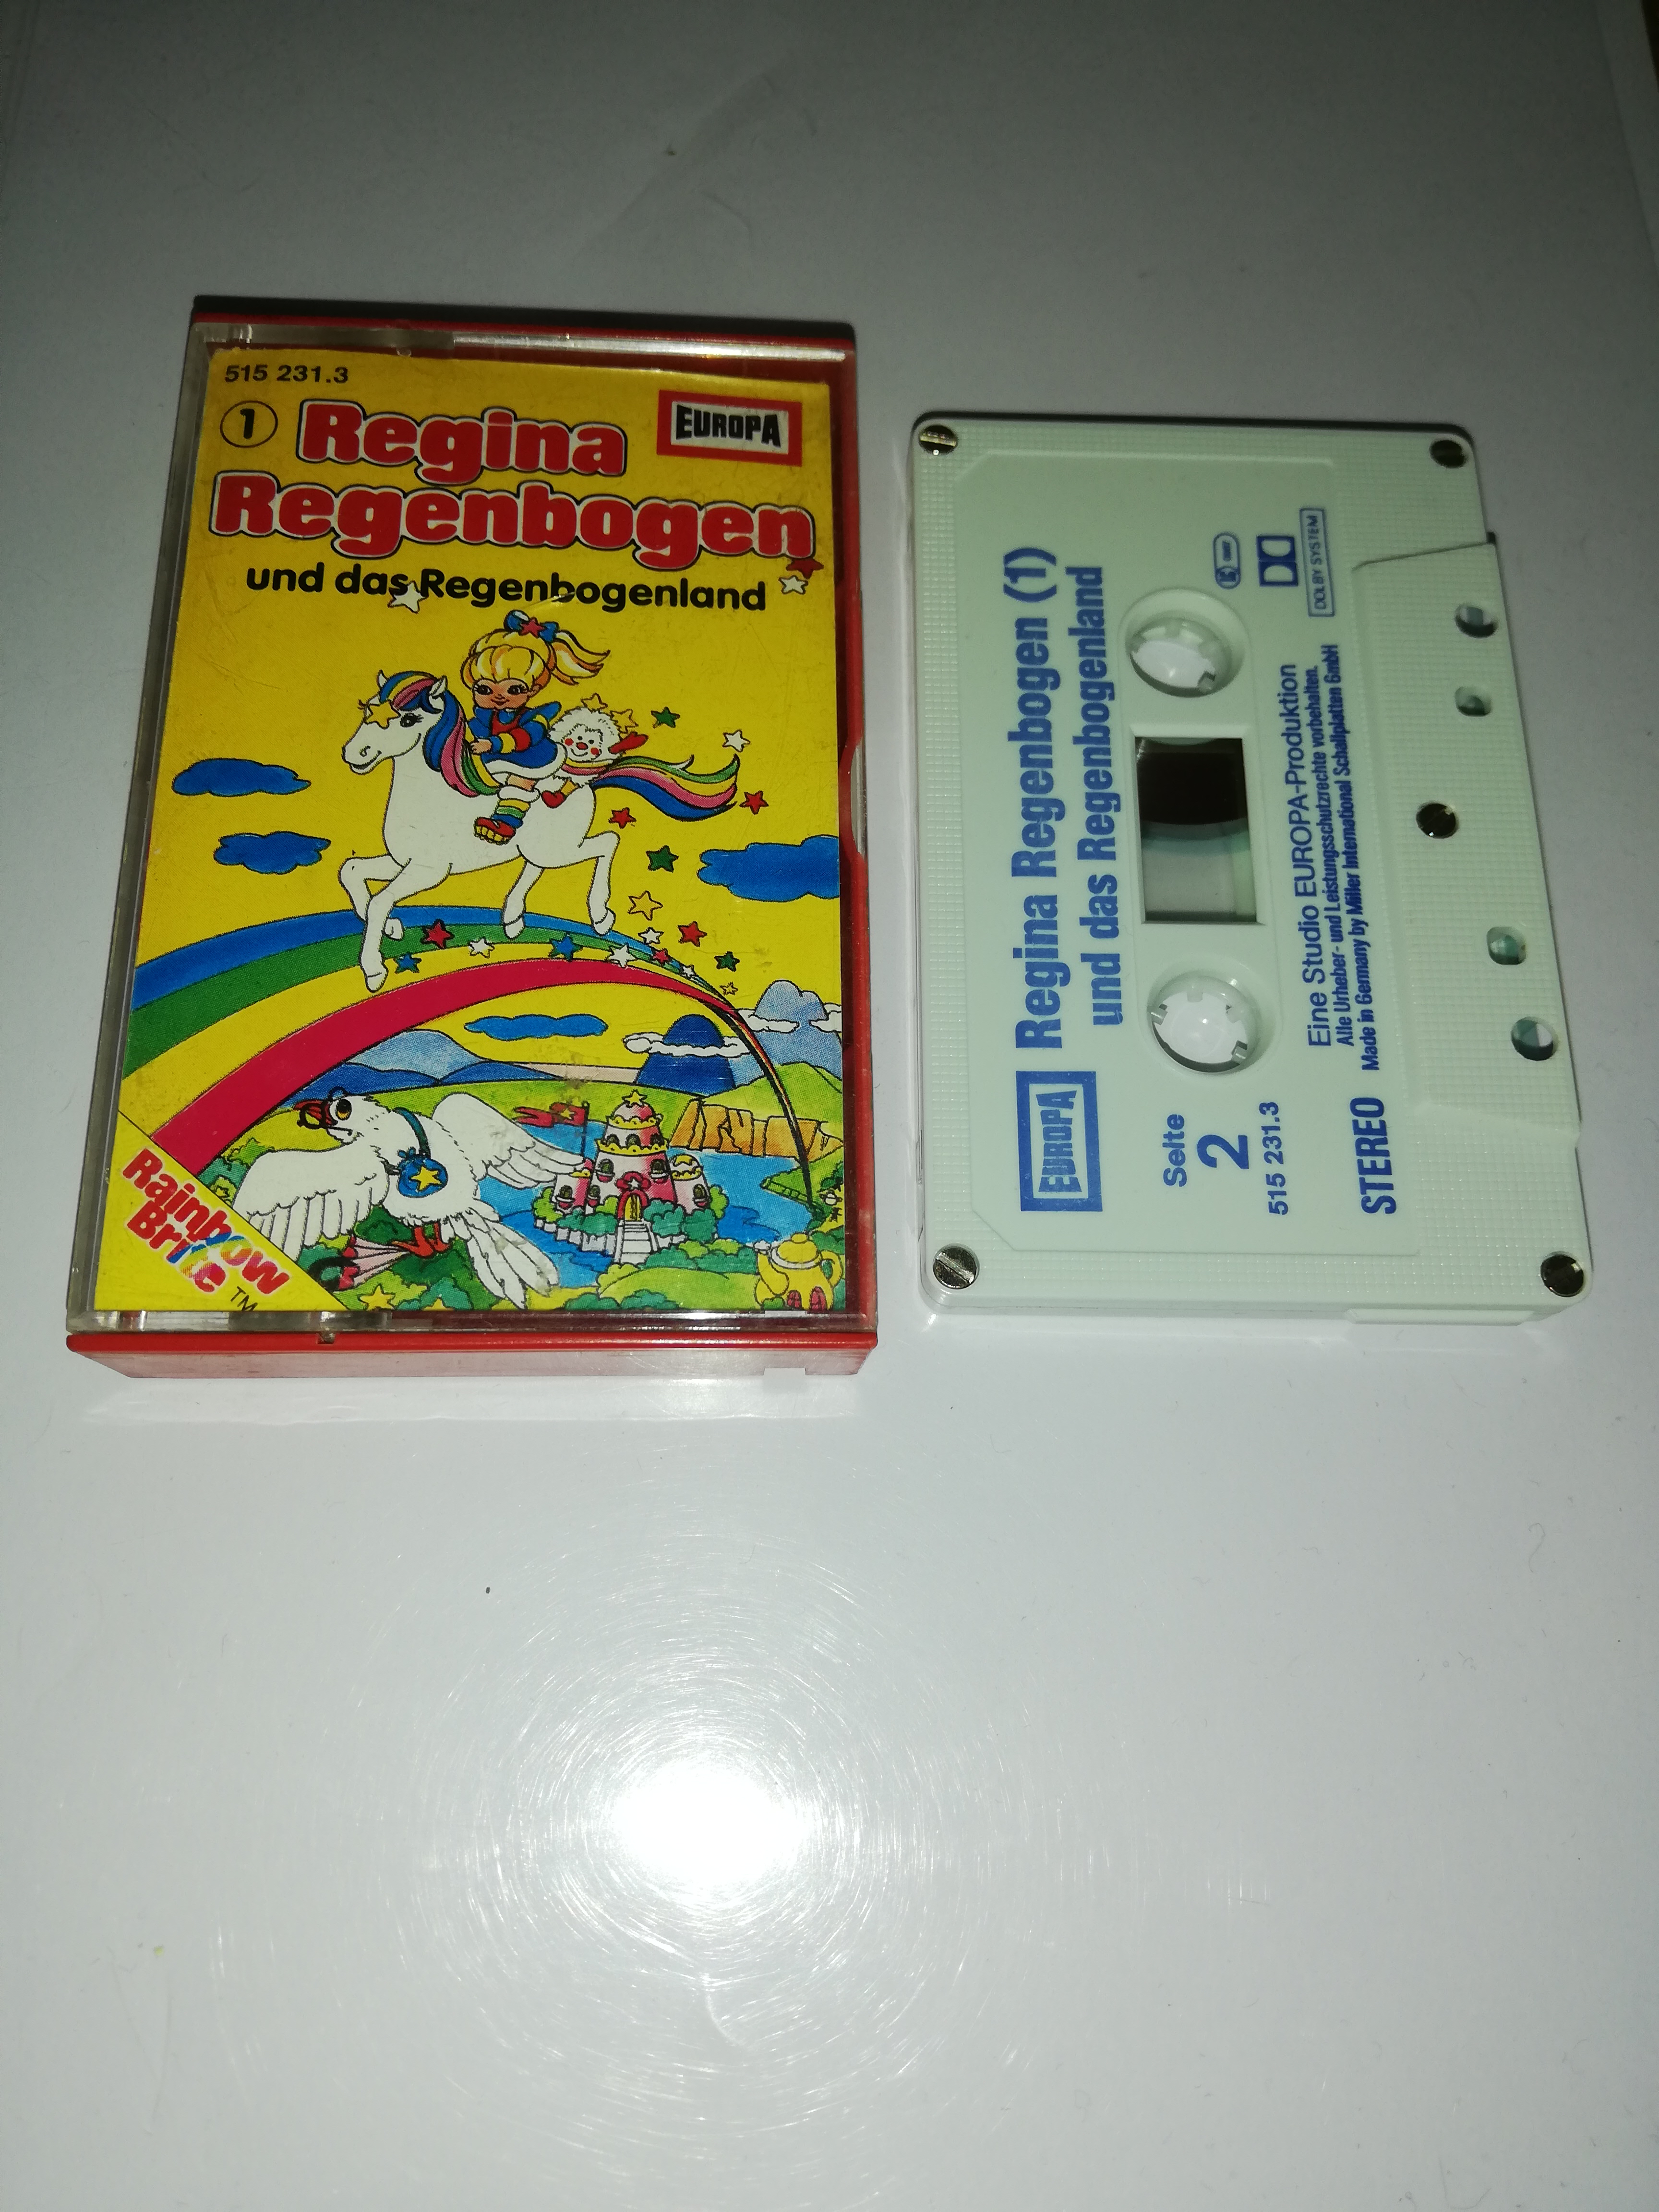 515 231.3
1
Regina
EUROPA
Regenbogen
und das Regenbogenland
Rainbow
Brite
TM
EUROPA
Regina Regenbogen (1)
und das Regenbogenland
Seite
2
515 231.3
DOLBY SYSTEM
Eine Studio EUROPA-Produktion
Alle Urheber- und Leistungsschutzrechte vorbehalten.
STEREO Made in Germany by Miller International Schallplatten GmbH